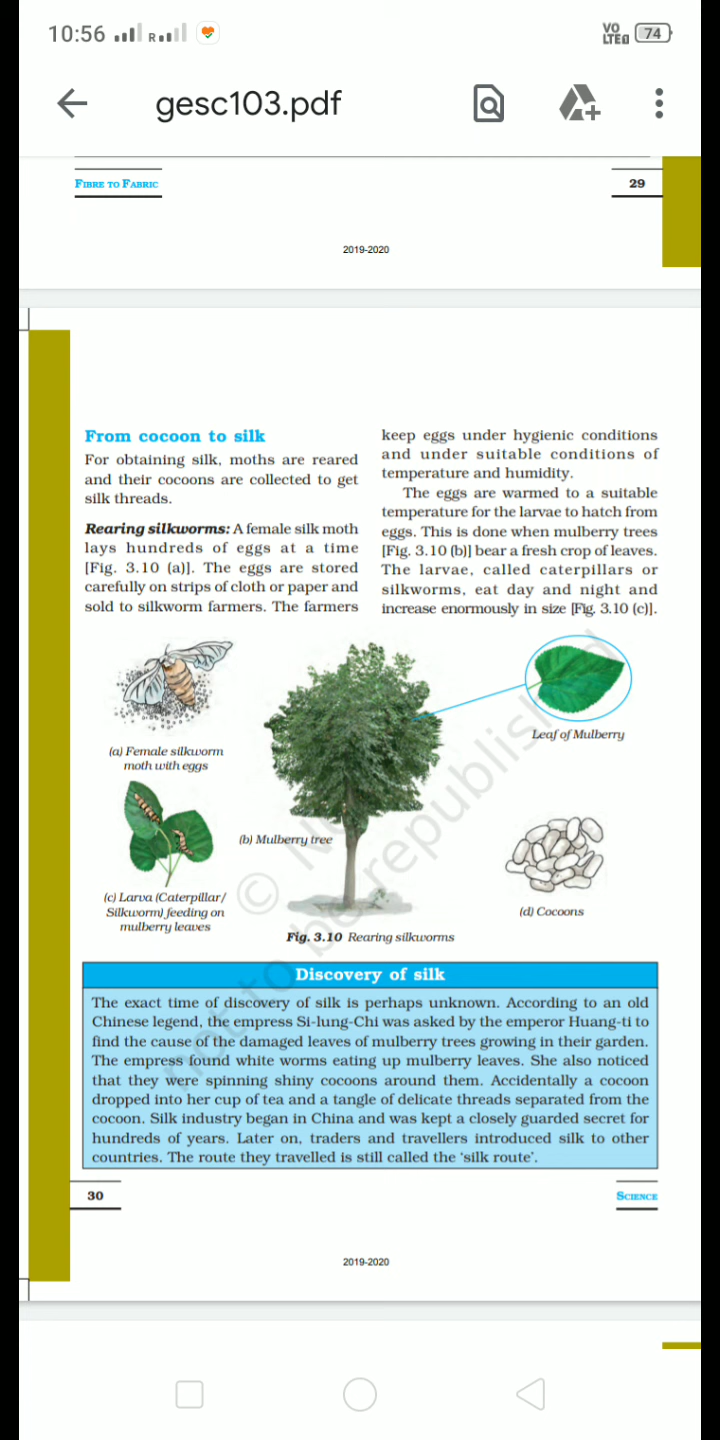 10:56
R
VO
LTE
74
gesc103.pdf
FIBRE TO FABRIC
29
2019-2020
From cocoon to silk
For obtaining silk, moths are reared
and their cocoons are collected to get
silk threads.
Rearing silkworms: A female silk moth
lays hundreds of eggs at a time
[Fig. 3.10 (a)]. The eggs are stored
carefully on strips of cloth or paper and
sold to silkworm farmers. The farmers
keep eggs under hygienic conditions
and under suitable conditions of
temperature and humidity.
The eggs are warmed to a suitable
temperature for the larvae to hatch from
eggs. This is done when mulberry trees
[Fig. 3.10 (b)] bear a fresh crop of leaves.
The larvae, called caterpillars or
silkworms, eat day and night and
increase enormously in size [Fig. 3.10 (c)].
(a) Female silkworm
moth with eggs
Leaf of Mulberry
(b) Mulberry tree
(c) Larva (Caterpillar/
Silkworm) feeding on
mulberry leaves
(d) Cocoons
Fig. 3.10 Rearing silkworms
Discovery of silk
The exact time of discovery of silk is perhaps unknown. According to an old
Chinese legend, the empress Si-lung-Chi was asked by the emperor Huang-ti to
find the cause of the damaged leaves of mulberry trees growing in their garden.
The empress found white worms eating up mulberry leaves. She also noticed
that they were spinning shiny cocoons around them. Accidentally a cocoon
dropped into her cup of tea and a tangle of delicate threads separated from the
cocoon. Silk industry began in China and was kept a closely guarded secret for
hundreds of years. Later on, traders and travellers introduced silk to other
countries. The route they travelled is still called the ‘silk route’.
30
SCIENCE
2019-2020
not to be republished